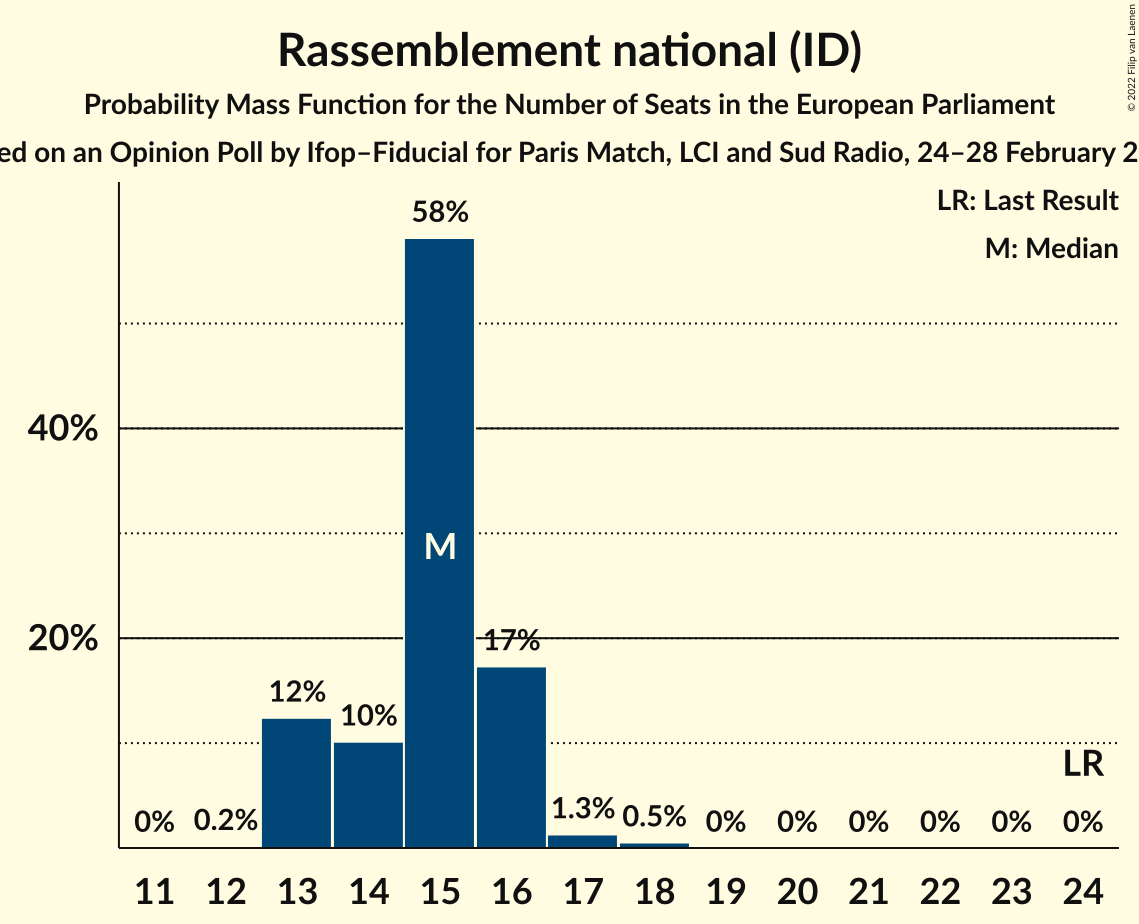 Rassemblement national (ID)
Probability Mass Function for the Number of Seats in the European Parliament
on an Opinion Poll by Ifop–Fiducial for Paris Match, LCI and Sud Radio, 24–28 February
© 2022 Filip van Laenen
LR: Last Result
M: Median
58%
40%
M
20%
17%
12%
10%
LR
0%
0.2%
1.3%
0.5%
0%
0%
0%
0%
0%
0%
11 12 13 14 15 16 17 18 19 20 21 22 23 24